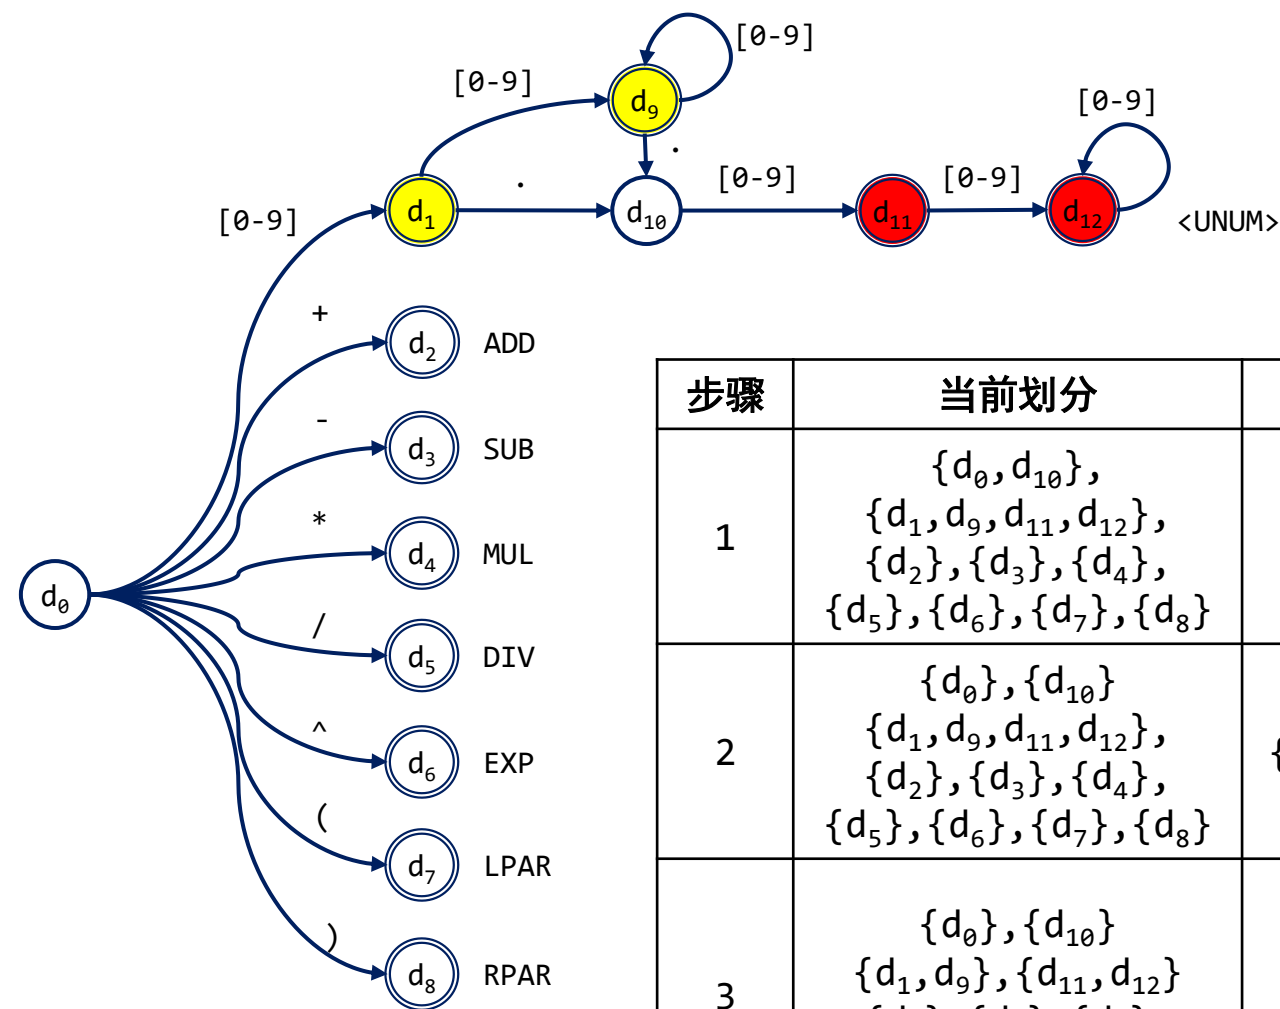 [0-9]
[0-9]
d₉
[0-9]
.
.
[0-9]
[0-9]
[0-9]
d₁
d₁₀
d₁₁
d₁₂
<UNUM>
+
d₂ ADD
-
d₃ SUB
*
d₄ MUL
d₀
/
d₅ DIV
^
d₆ EXP
(
d₇ LPAR
)
d₈ RPAR
步骤 当前划分
1
{d₀,d₁₀},
{d₁,d₉,d₁₁,d₁₂},
{d₂},{d₃},{d₄},
{d₅},{d₆},{d₇},{d₈}
2
{d₀},{d₁₀}
{d₁,d₉,d₁₁,d₁₂},
{d₂},{d₃},{d₄},
{d₅},{d₆},{d₇},{d₈}
{
3
{d₀},{d₁₀}
{d₁,d₉},{d₁₁,d₁₂}